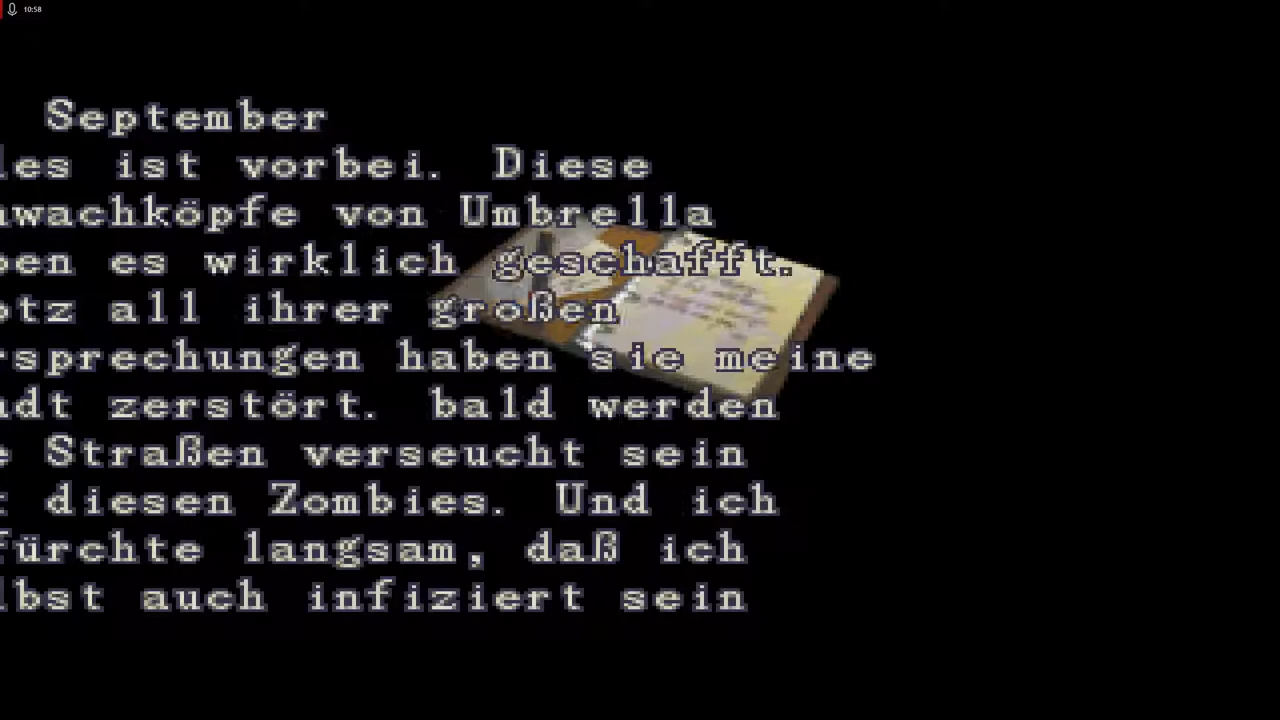 10:58
September
les ist vorbei. Diese
hwachköpfe von Umbrella
ben es wirklich geschafft.
otz all ihrer großen
rsprechungen haben sie meine
adt zerstört. bald werden
e Straßen verseucht sein
t diesen Zombies. Und ich
fürchte langsam, daß ich
lbst auch infiziert sein